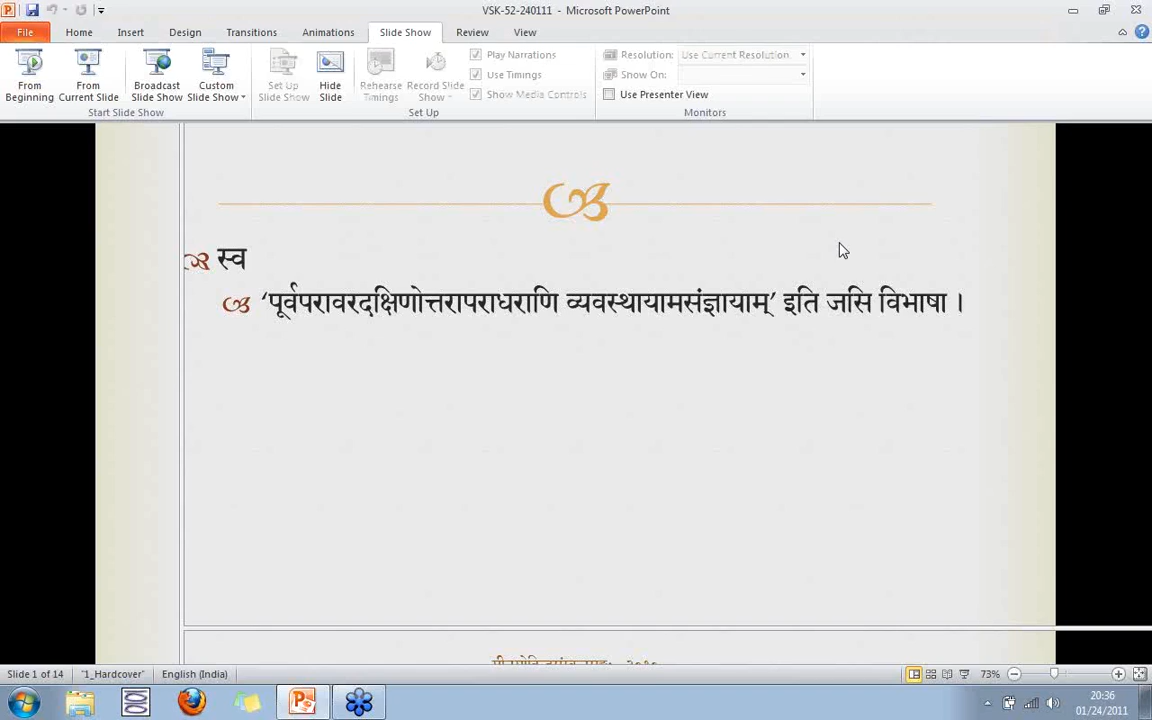 VSK-52-240111 - Microsoft PowerPoint
File Home Insert Design Transitions Animations Slide Show Review View
From Beginning
From Current Slide
Broadcast Slide Show
Custom Slide Show
Start Slide Show
Set Up Slide Show
Hide Slide
Rehearse Timings
Record Slide Show
Play Narrations
Use Timings
Show Media Controls
Set Up
Resolution: Use Current Resolution
Show On:
Use Presenter View
Monitors
स्व
‘पूर्वपरावरदक्षिणोत्तरापराधराणि व्यवस्थायामसंज्ञायाम्’ इति जसि विभाषा ।
Slide 1 of 14 "1_Hardcover" English (India) 73%
20:36
01/24/2011